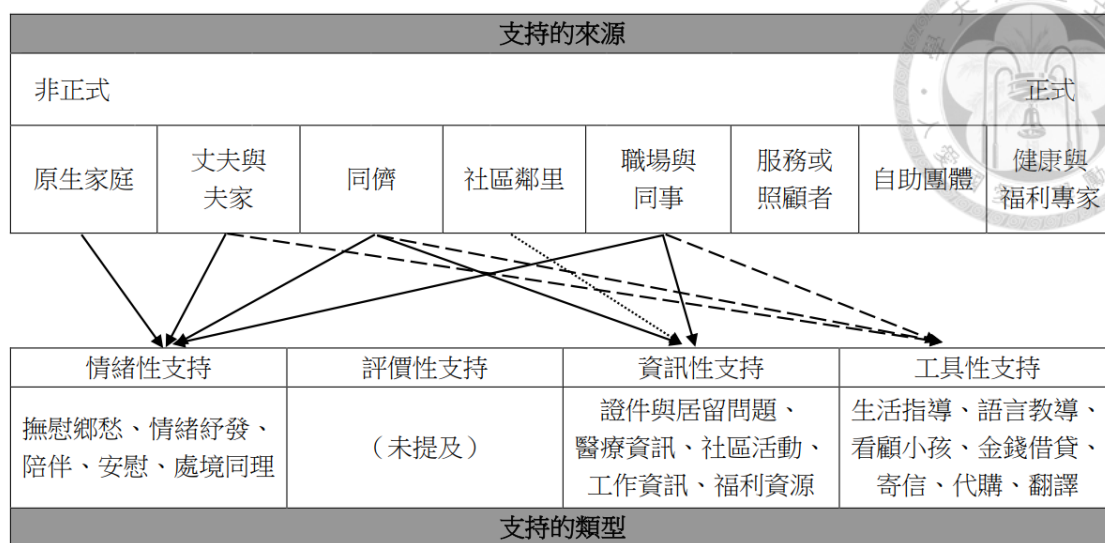 支持的來源
非正式
正式
原生家庭
丈夫與
夫家
同儕
社區鄰里
職場與
同事
服務或
照顧者
自助團體
健康與
福利專家
情緒性支持
評價性支持
資訊性支持
工具性支持
撫慰鄉愁、情緒紓發、
陪伴、安慰、處境同理
（未提及）
證件與居留問題、
醫療資訊、社區活動、
工作資訊、福利資源
生活指導、語言教導、
看顧小孩、金錢借貸、
寄信、代購、翻譯
支持的類型